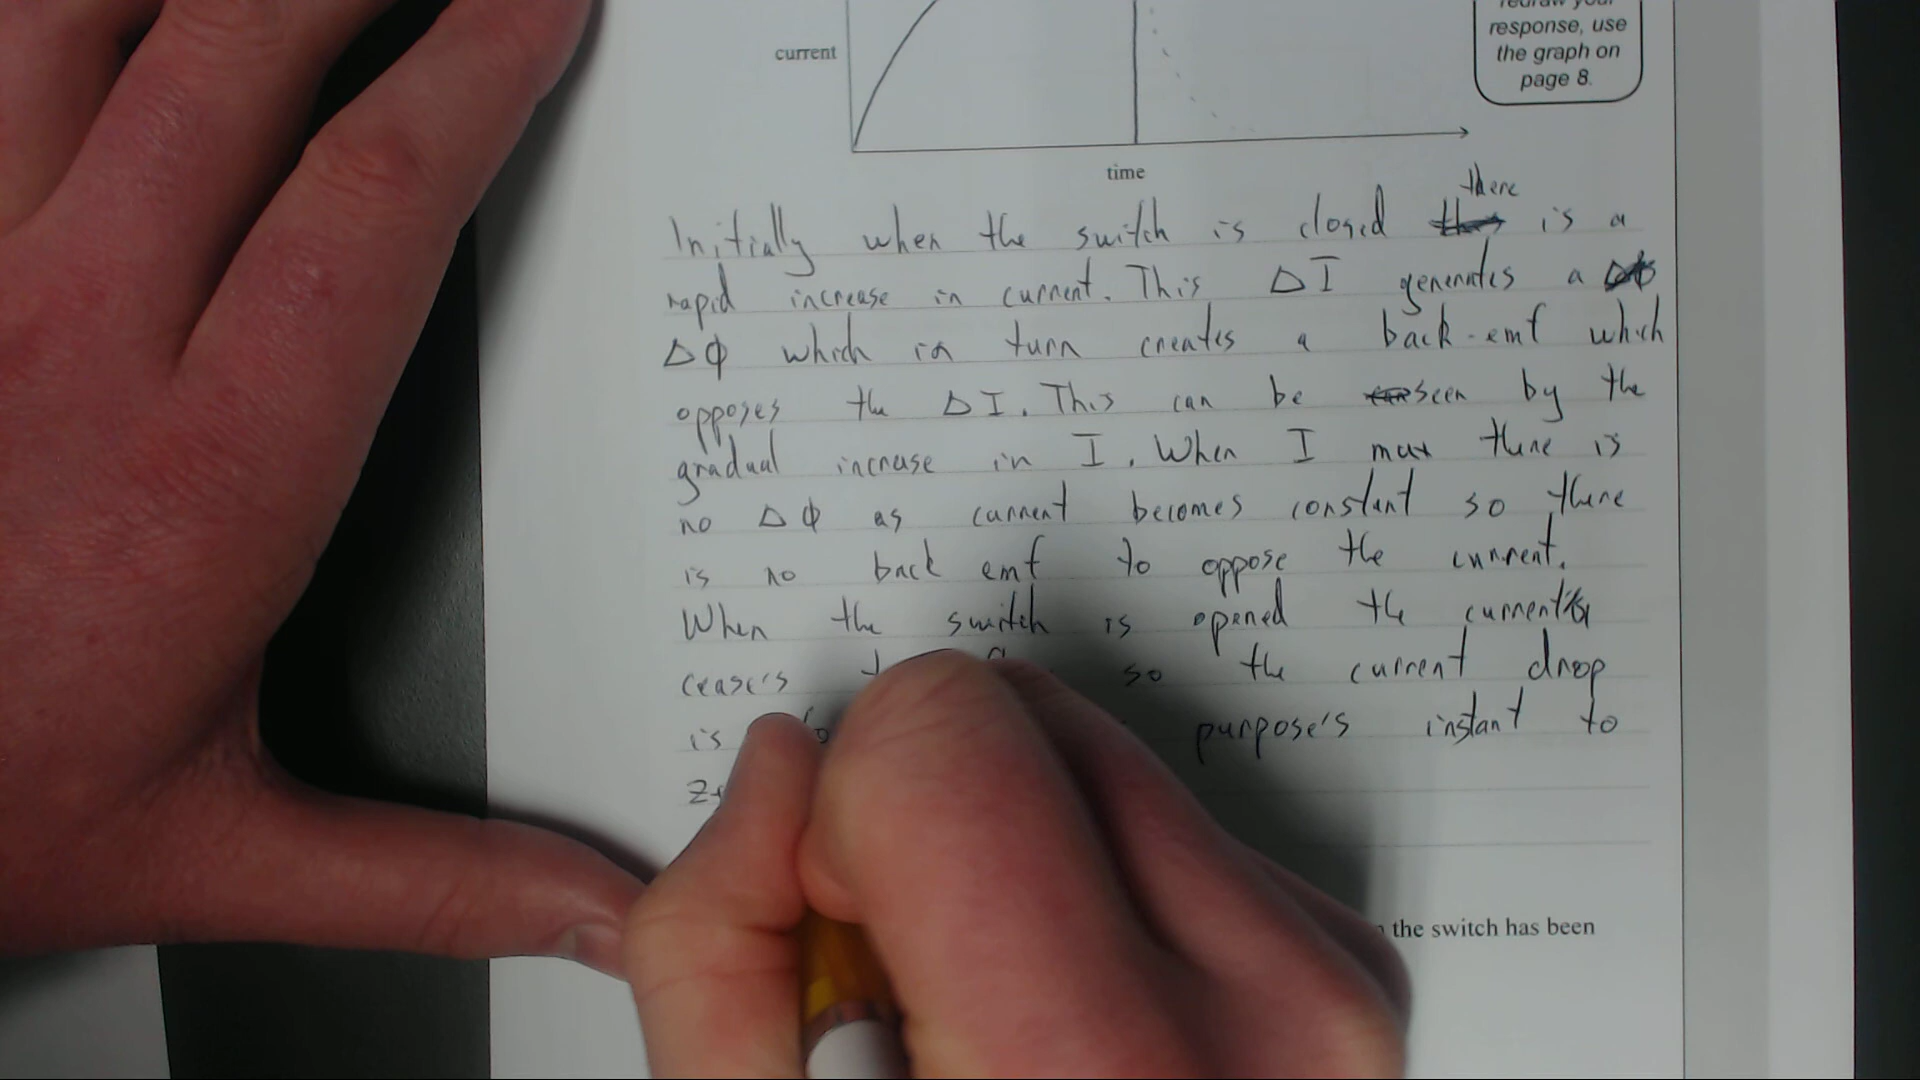 redraw your
response, use
the graph on
page 8.
current
time
there
Initially when the switch is closed is a
rapid increase in current. This ΔI generates a
Δϕ which in turn creates a back-emf which
opposes the ΔI. This can be seen by the
gradual increase in I. When I max there is
no Δϕ as current becomes constant so there
is no back emf to oppose the current.
When the switch is opened the current
cease's so the current drop
is purpose's instant to
the switch has been